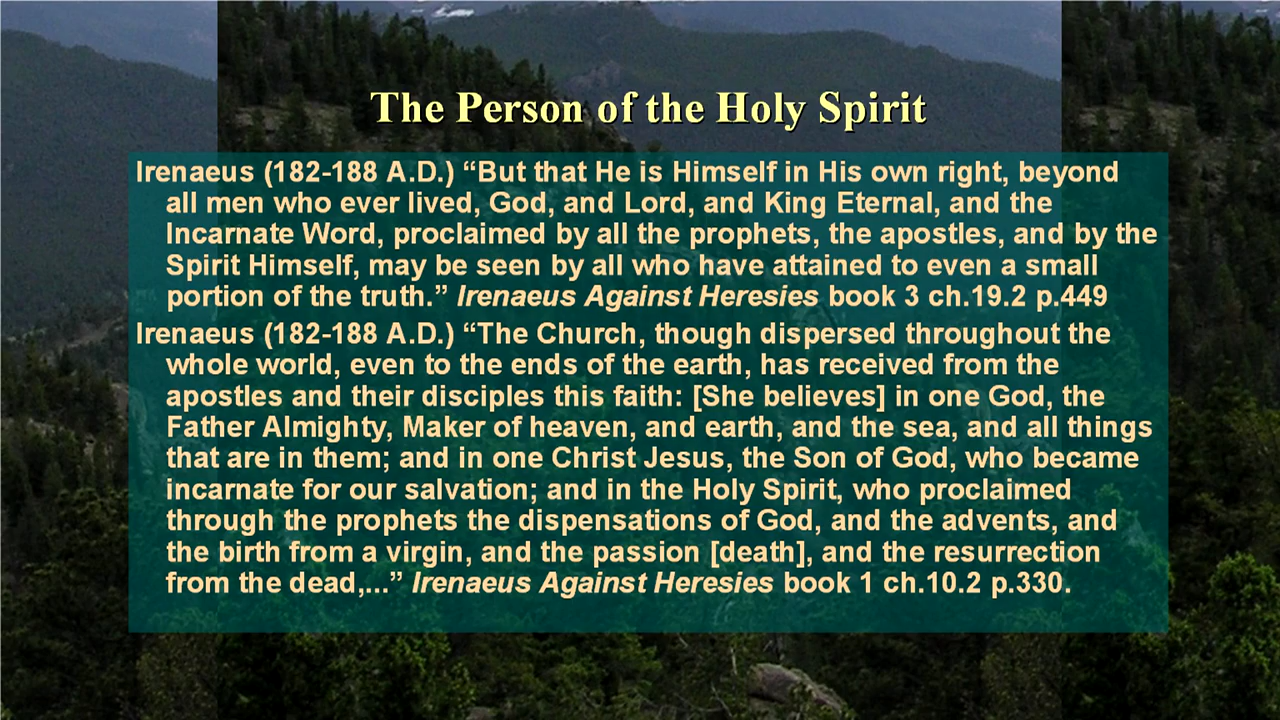 The Person of the Holy Spirit
Irenaeus (182-188 A.D.) “But that He is Himself in His own right, beyond
all men who ever lived, God, and Lord, and King Eternal, and the
Incarnate Word, proclaimed by all the prophets, the apostles, and by the
Spirit Himself, may be seen by all who have attained to even a small
portion of the truth.” Irenaeus Against Heresies book 3 ch.19.2 p.449
Irenaeus (182-188 A.D.) “The Church, though dispersed throughout the
whole world, even to the ends of the earth, has received from the
apostles and their disciples this faith: [She believes] in one God, the
Father Almighty, Maker of heaven, and earth, and the sea, and all things
that are in them; and in one Christ Jesus, the Son of God, who became
incarnate for our salvation; and in the Holy Spirit, who proclaimed
through the prophets the dispensations of God, and the advents, and
the birth from a virgin, and the passion [death], and the resurrection
from the dead,...” Irenaeus Against Heresies book 1 ch.10.2 p.330.